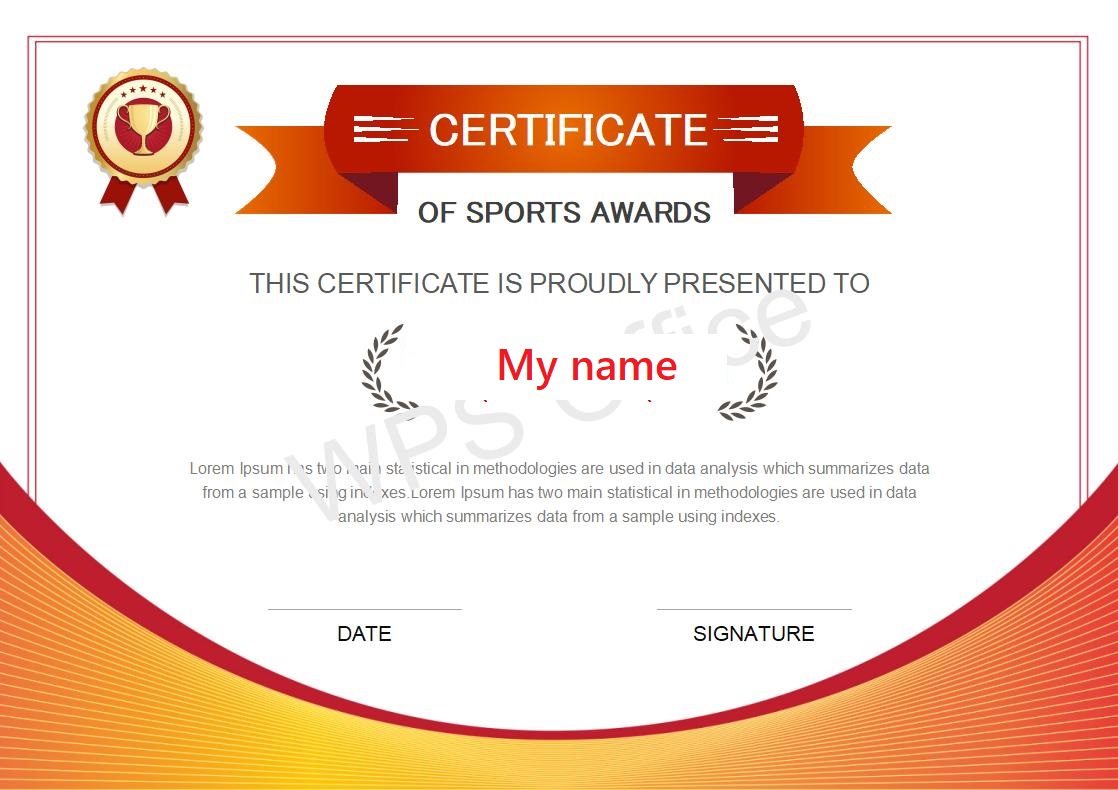 CERTIFICATE
OF SPORTS AWARDS
THIS CERTIFICATE IS PROUDLY PRESENTED TO
My name
WPS Office
Lorem Ipsum has two main statistical in methodologies are used in data analysis which summarizes data
from a sample using indexes.Lorem Ipsum has two main statistical in methodologies are used in data
analysis which summarizes data from a sample using indexes.
DATE
SIGNATURE